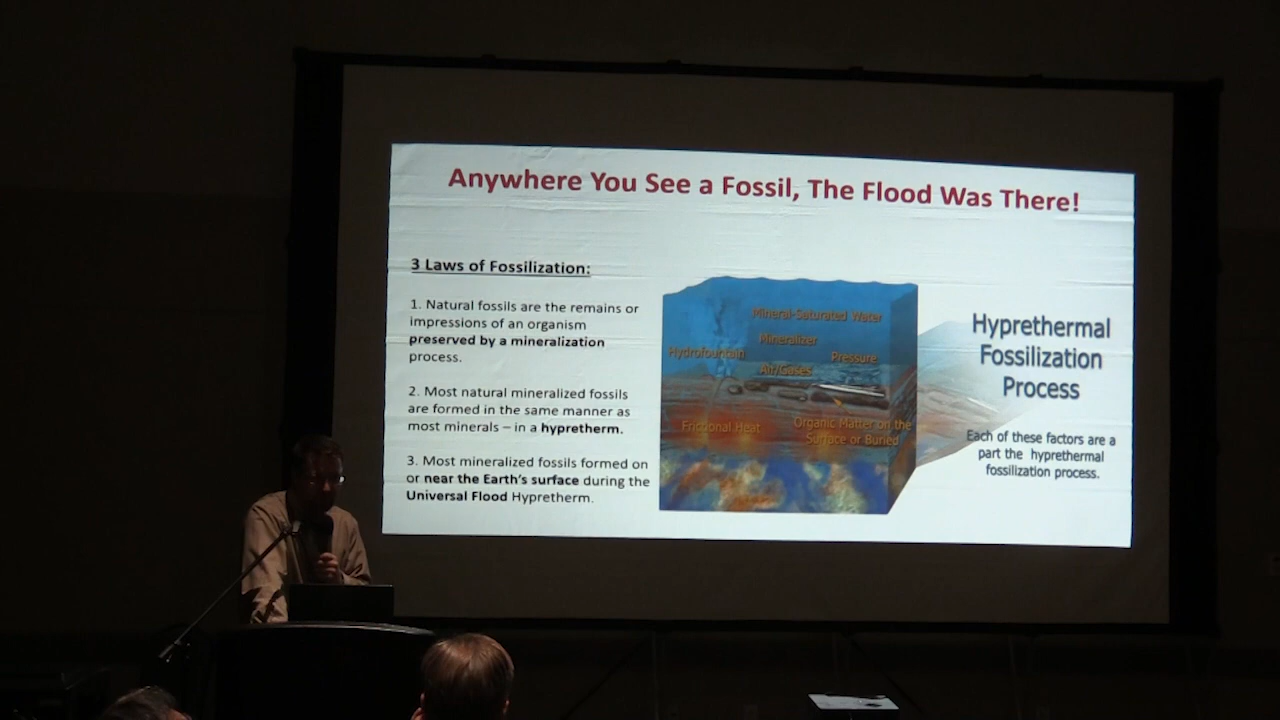 Anywhere You See a Fossil, The Flood Was There!
3 Laws of Fossilization:
1. Natural fossils are the remains or
impressions of an organism
preserved by a mineralization
process.
2. Most natural mineralized fossils
are formed in the same manner as
most minerals – in a hypretherm.
3. Most mineralized fossils formed on
or near the Earth's surface during the
Universal Flood Hypretherm.
Mineral-Saturated Water
Mineralizer
Hydrofountain
Pressure
Air/Gases
Frictional Heat
Organic Matter on the
Surface or Buried
Hyprethermal
Fossilization
Process
Each of these factors are a
part the hyprethermal
fossilization process.